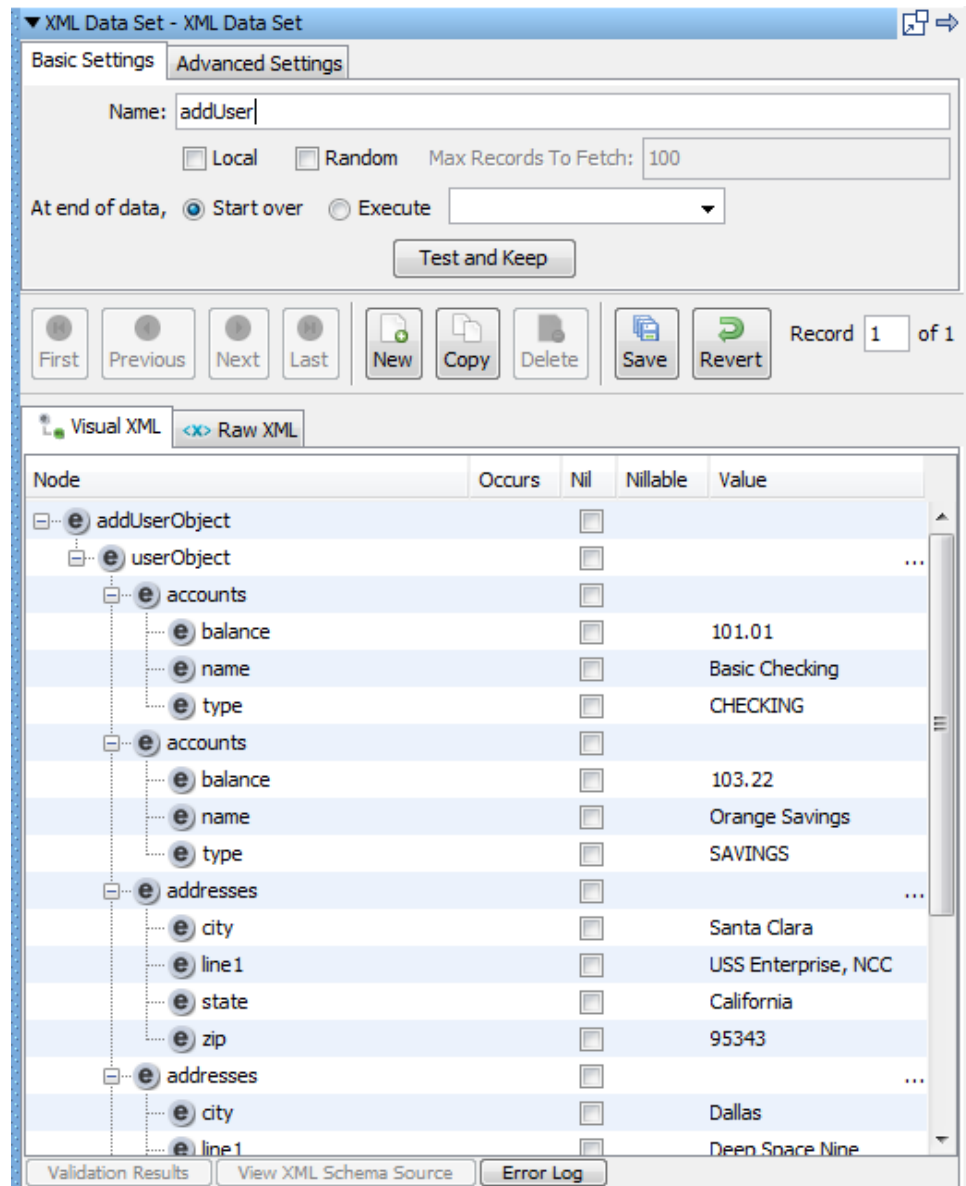 XML Data Set - XML Data Set
Basic Settings Advanced Settings
Name: addUser
Local Random Max Records To Fetch: 100
At end of data, Start over Execute
Test and Keep
First Previous Next Last New Copy Delete Save Revert Record 1 of 1
Visual XML <x> Raw XML
Node Occurs Nil Nillable Value
e addUserObject
e userObject ...
e accounts
e balance 101.01
e name Basic Checking
e type CHECKING
e accounts
e balance 103.22
e name Orange Savings
e type SAVINGS
e addresses ...
e city Santa Clara
e line1 USS Enterprise, NCC
e state California
e zip 95343
e addresses ...
e city Dallas
e line1 Deep Space Nine
Validation Results View XML Schema Source Error Log